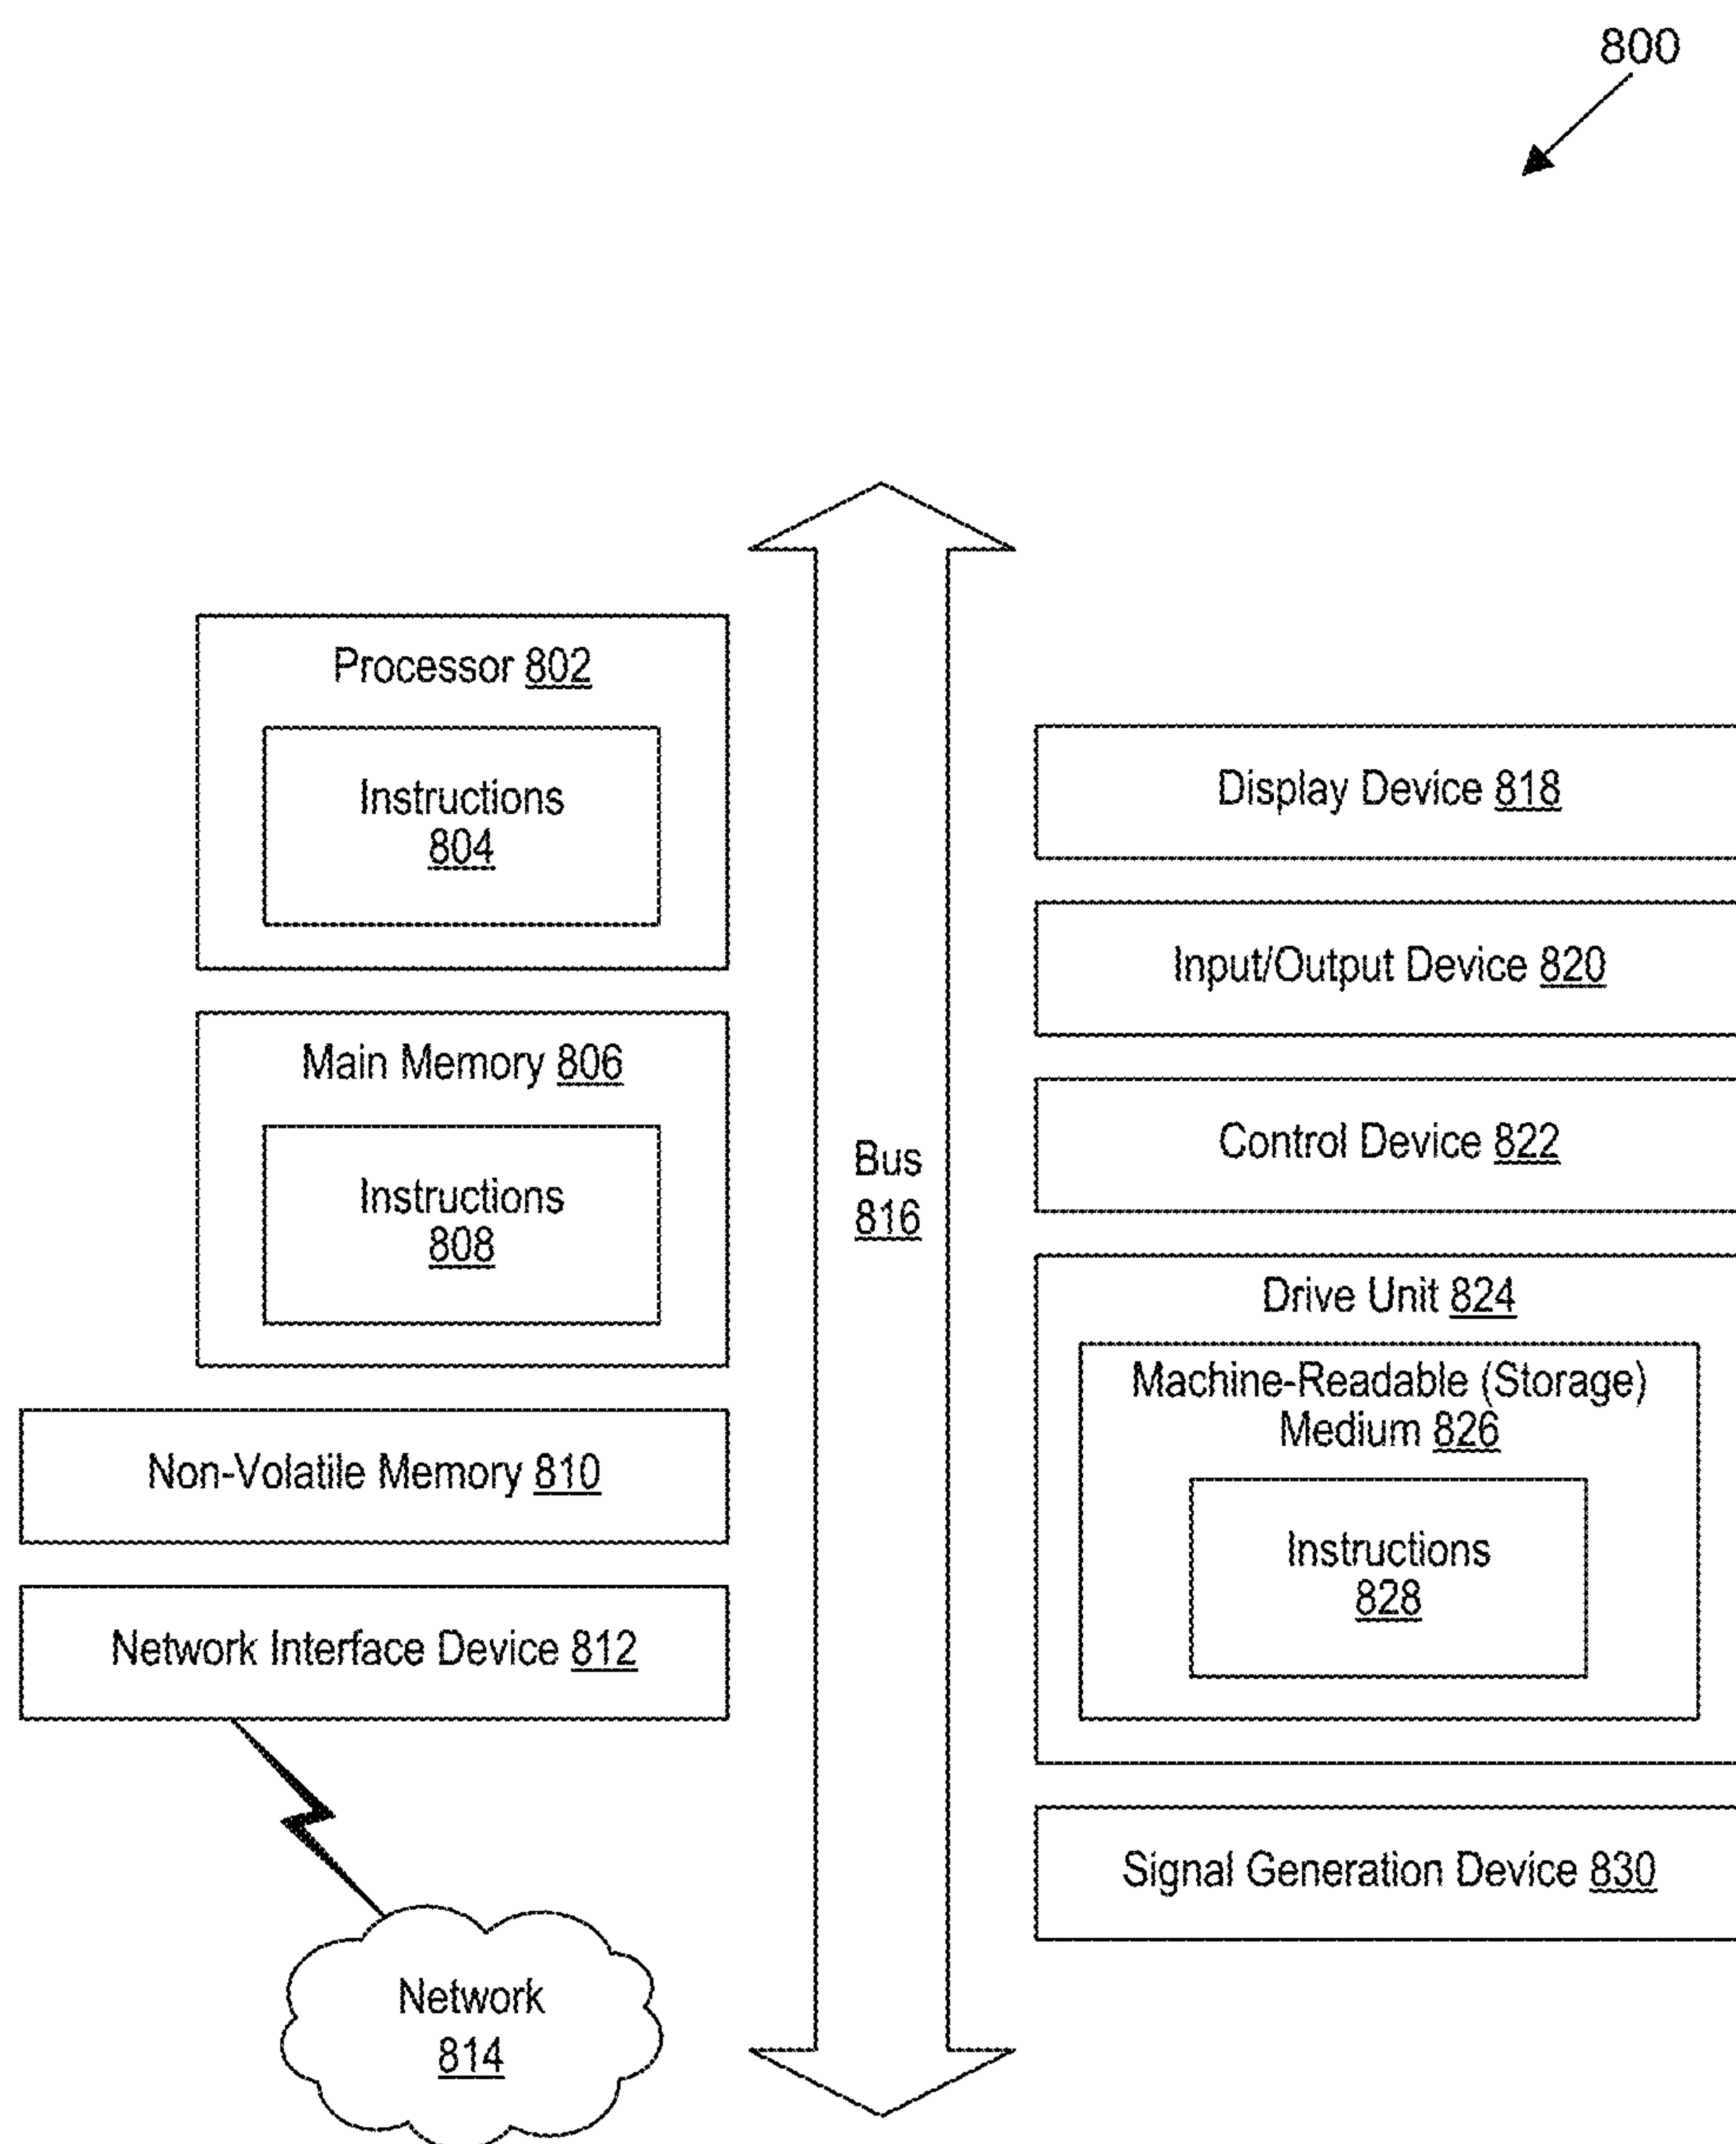 800
Processor 802
Instructions
804
Main Memory 806
Instructions
808
Non-Volatile Memory 810
Network Interface Device 812
Network
814
Bus
816
Display Device 818
Input/Output Device 820
Control Device 822
Drive Unit 824
Machine-Readable (Storage)
Medium 826
Instructions
828
Signal Generation Device 830